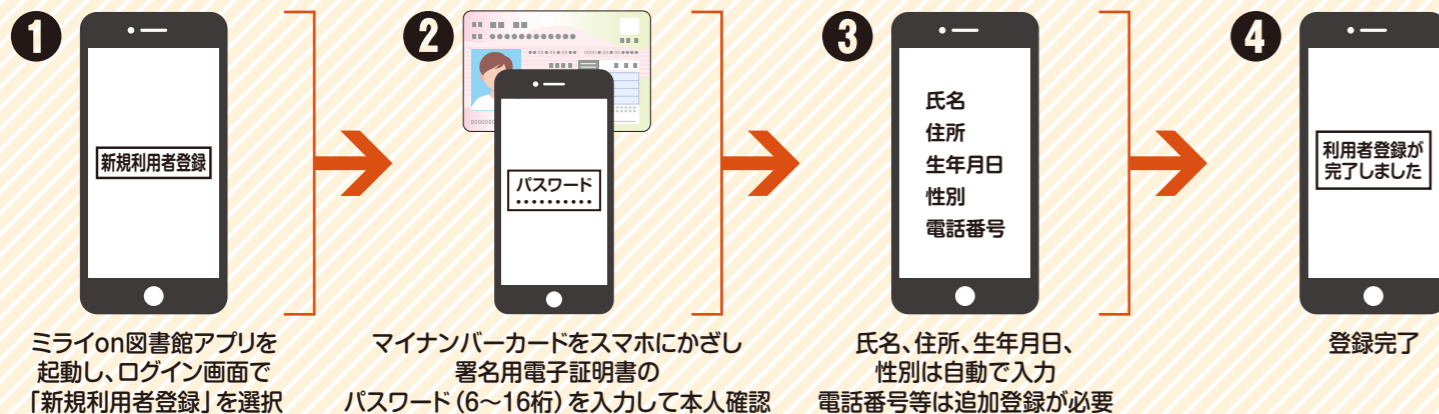 1
新規利用者登録
ミライon図書館アプリを
起動し、ログイン画面で
「新規利用者登録」を選択
2
パスワード
••••••••••
マイナンバーカードをスマホにかざし
署名用電子証明書の
パスワード(6〜16桁)を入力して本人確認
3
氏名
住所
生年月日
性別
電話番号
氏名、住所、生年月日、
性別は自動で入力
電話番号等は追加登録が必要
4
利用者登録が
完了しました
登録完了